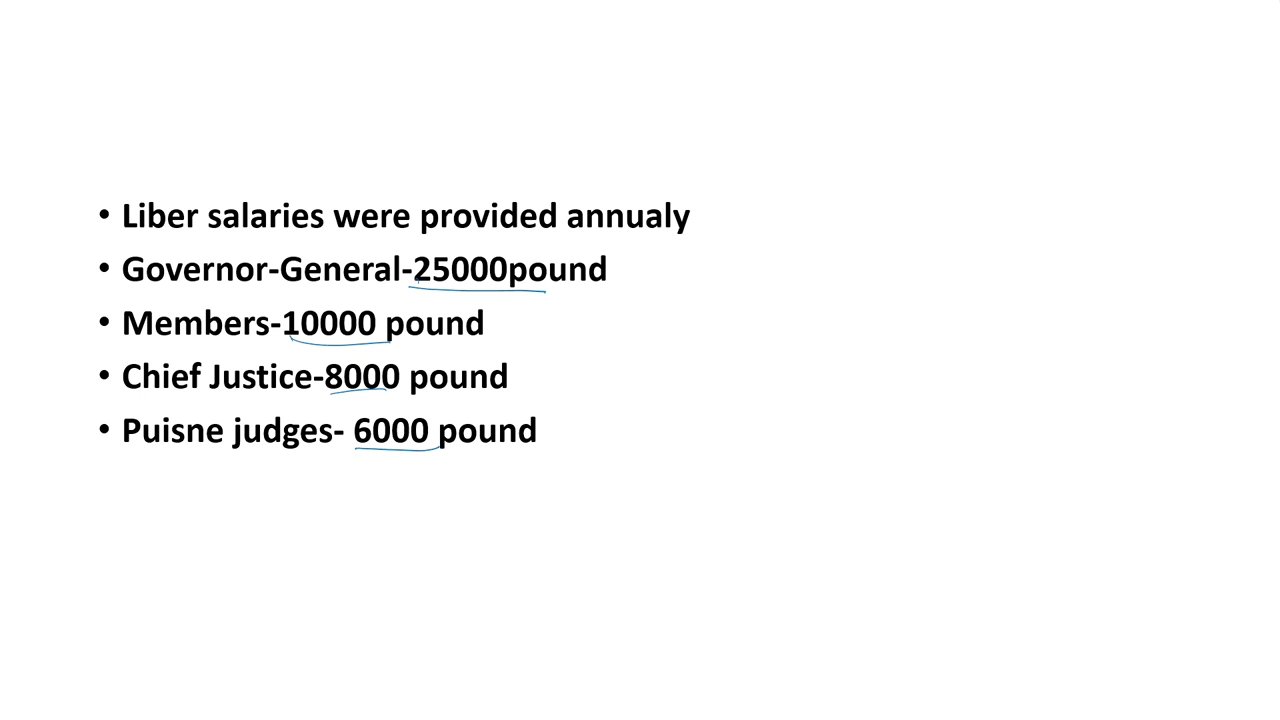 • Liber salaries were provided annualy
• Governor-General-25000pound
• Members-10000 pound
• Chief Justice-8000 pound
• Puisne judges- 6000 pound